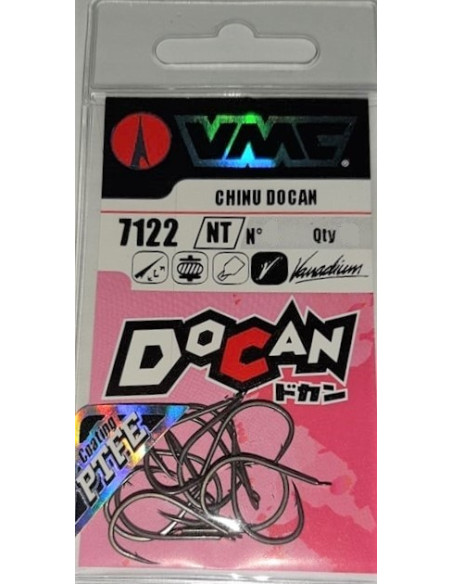 VMC®
CHINU DOCAN
7122 NT N° Qty
L Vanadium
DOCAN
ドカン
Coating
PTFE